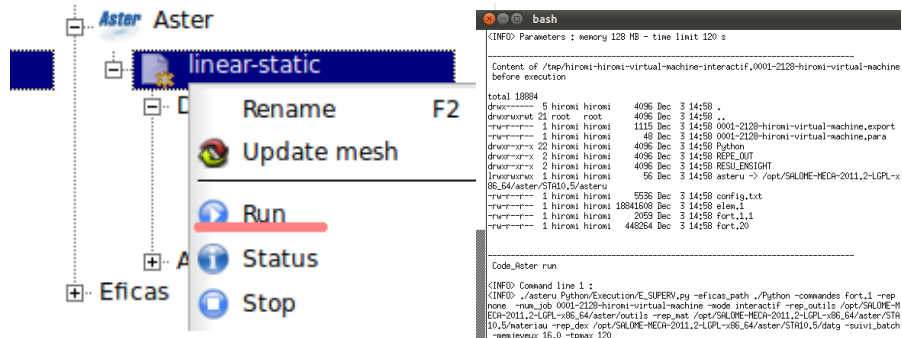 Aster Aster
linear-static
D
Rename F2
Update mesh
Run
A
Status
Eficas
Stop
bash
<INFO> Parameters : memory 128 MB - time limit 120 s
--------------------------------------------------------------------------------
Content of /tmp/hiromi-hiromi-virtual-machine-interactif.0001-2128-hiromi-virtual-machine
before execution
total 18884
drwx------ 5 hiromi hiromi 4096 Dec 3 14:58 .
drwxrwxrwt 21 root root 4096 Dec 3 14:58 ..
-rw-r--r-- 1 hiromi hiromi 1115 Dec 3 14:58 0001-2128-hiromi-virtual-machine.export
-rw-r--r-- 1 hiromi hiromi 48 Dec 3 14:58 0001-2128-hiromi-virtual-machine.para
drwxr-xr-x 22 hiromi hiromi 4096 Dec 3 14:58 Python
drwxr-xr-x 2 hiromi hiromi 4096 Dec 3 14:58 REPE_OUT
drwxr-xr-x 2 hiromi hiromi 4096 Dec 3 14:58 RESU_ENSIGHT
lrwxrwxrwx 1 hiromi hiromi 56 Dec 3 14:58 asteru -> /opt/SALOME-MECA-2011.2-LGPL-x
86_64/aster/STA10.5/asteru
-rw-r--r-- 1 hiromi hiromi 5536 Dec 3 14:58 config.txt
-rw-r--r-- 1 hiromi hiromi 18841608 Dec 3 14:58 elem.1
-rw-r--r-- 1 hiromi hiromi 2059 Dec 3 14:58 fort.1.1
-rw-r--r-- 1 hiromi hiromi 448264 Dec 3 14:58 fort.20
--------------------------------------------------------------------------------
Code_Aster run
<INFO> Command line 1 :
<INFO> ./asteru Python/Execution/E_SUPERV.py -eficas_path ./Python -commandes fort.1 -rep
none -num_job 0001-2128-hiromi-virtual-machine -mode interactif -rep_outils /opt/SALOME-M
ECA-2011.2-LGPL-x86_64/aster/outils -rep_mat /opt/SALOME-MECA-2011.2-LGPL-x86_64/aster/STA
10.5/materiau -rep_dex /opt/SALOME-MECA-2011.2-LGPL-x86_64/aster/STA10.5/datg -suivi_batch
-memjeveux 16.0 -tpmax 120